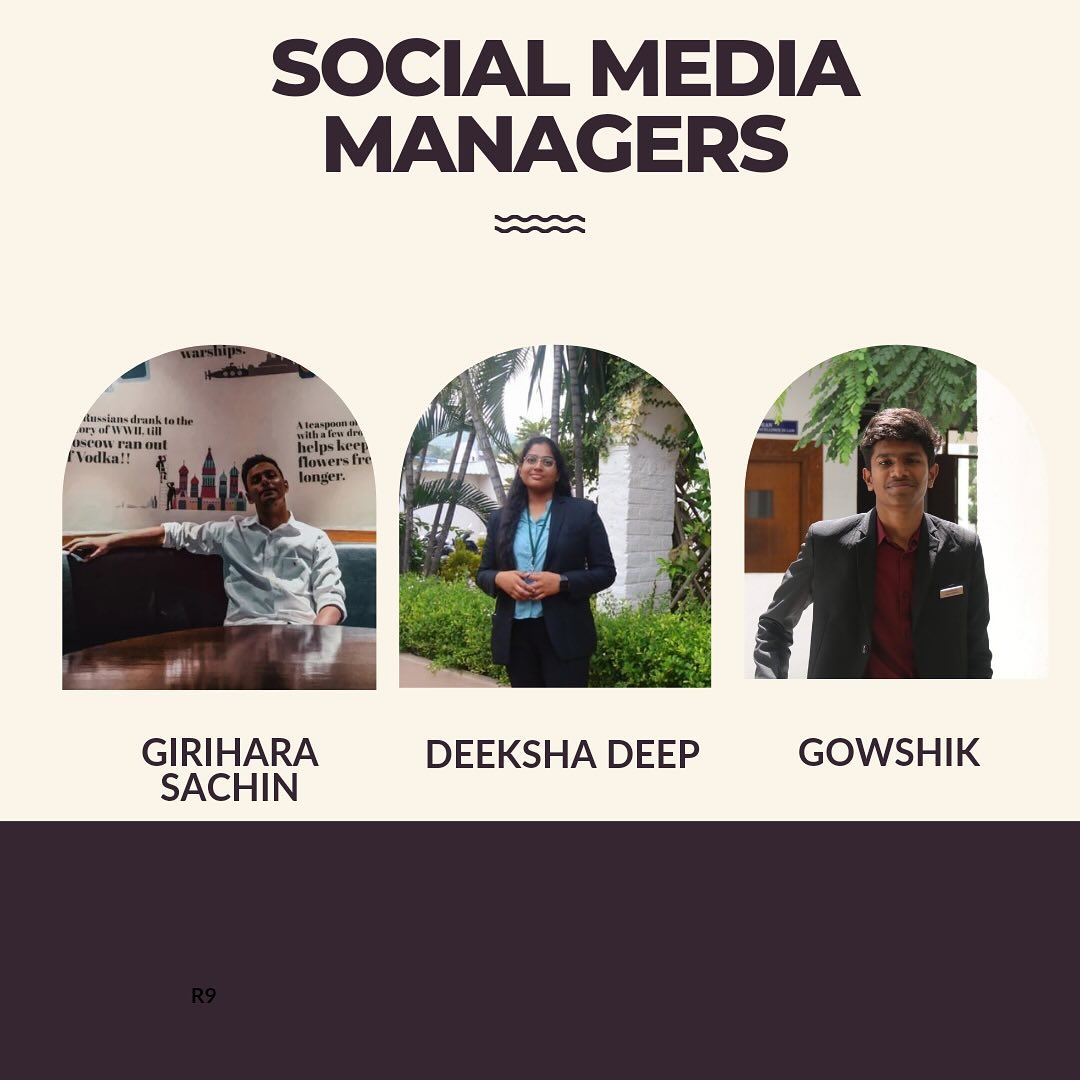 SOCIAL MEDIA
MANAGERS
warships.
Russians drank to the
ory of WWII, till
oscow ran out
f Vodka!!
A teaspoon o
with a few dro
helps keep
flowers fre
longer.
GIRIHARA
SACHIN
DEEKSHA DEEP
GOWSHIK
R9